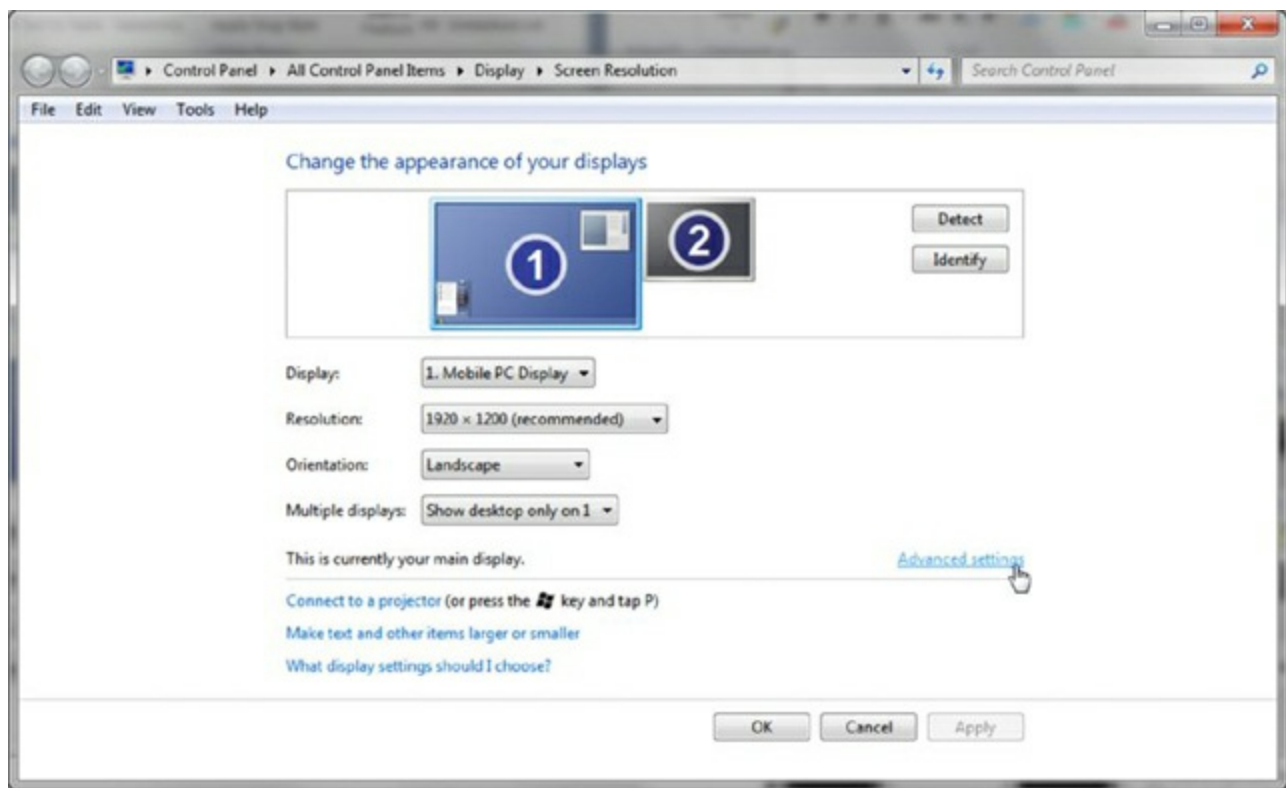 Control Panel ▸ All Control Panel Items ▸ Display ▸ Screen Resolution
Search Control Panel
File Edit View Tools Help
Change the appearance of your displays
1
2
Detect
Identify
Display: 1. Mobile PC Display
Resolution: 1920 × 1200 (recommended)
Orientation: Landscape
Multiple displays: Show desktop only on 1
This is currently your main display. Advanced settings
Connect to a projector (or press the key and tap P)
Make text and other items larger or smaller
What display settings should I choose?
OK Cancel Apply